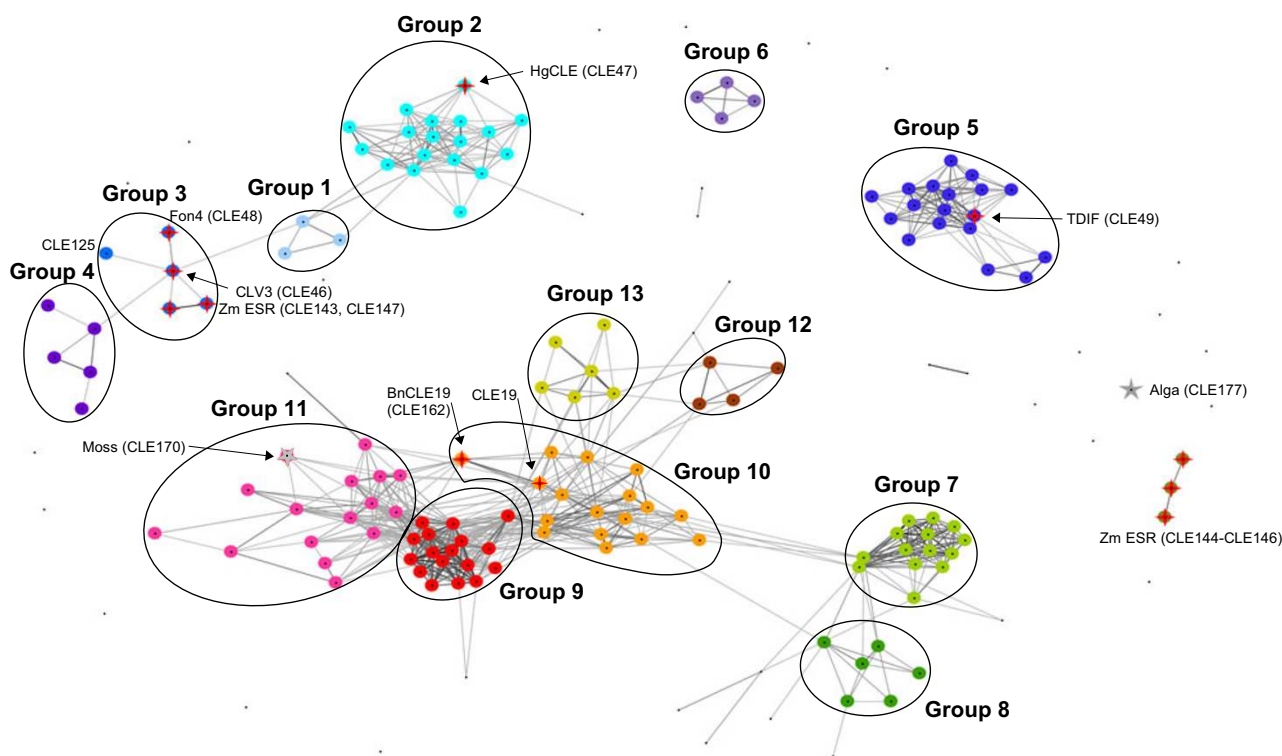 Group 2
Group 6
HgCLE (CLE47)
Group 5
Group 1
Group 3
Fon4 (CLE48)
TDIF (CLE49)
CLE125
Group 4
CLV3 (CLE46)
Zm ESR (CLE143, CLE147)
Group 13
Group 12
BnCLE19
(CLE162)
CLE19
Alga (CLE177)
Group 11
Moss (CLE170)
Group 10
Group 7
Zm ESR (CLE144-CLE146)
Group 9
Group 8